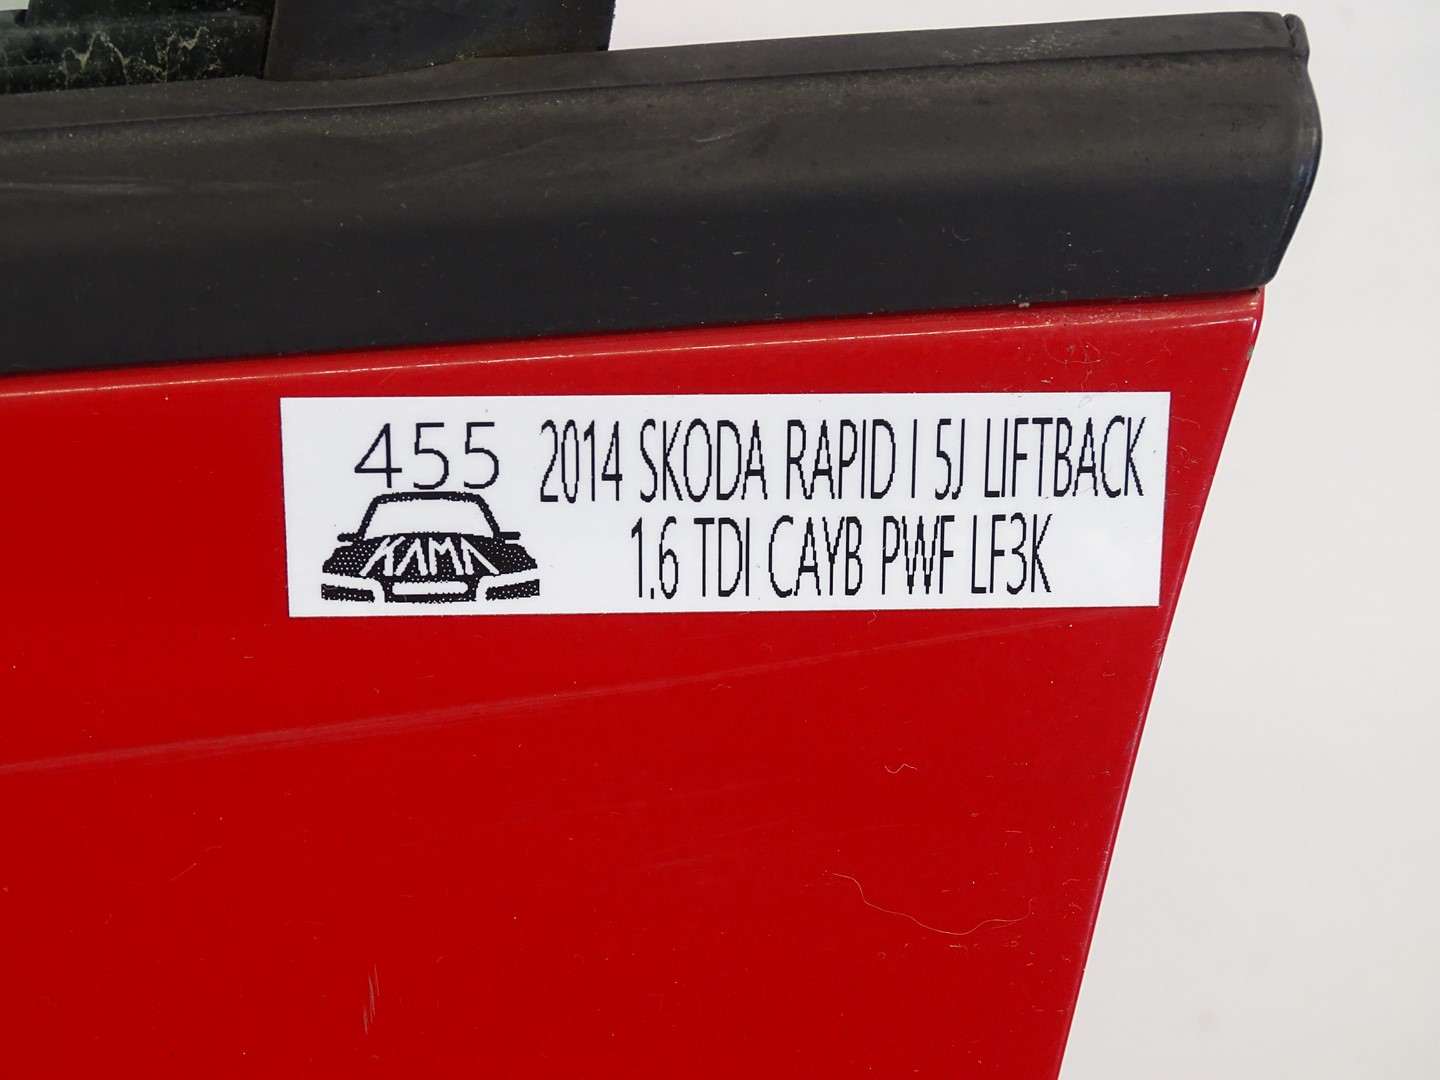 455
KAMA
2014 SKODA RAPID I 5J LIFTBACK
1.6 TDI CAYB PWF LF3K